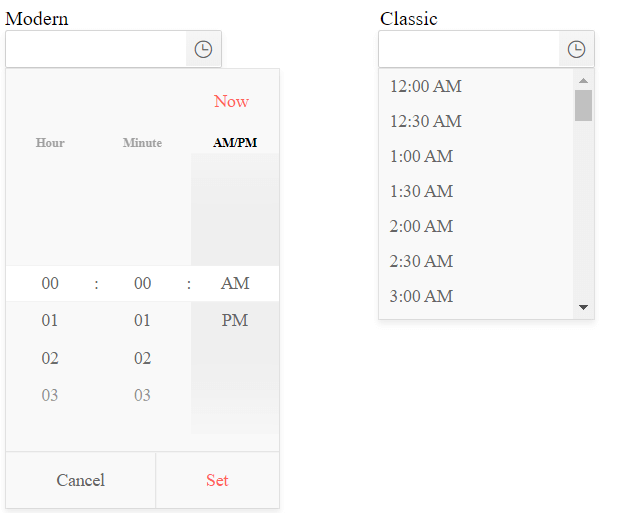 Modern
Now
Hour Minute AM/PM
00 : 00 : AM
01 01 PM
02 02
03 03
Cancel Set
Classic
12:00 AM
12:30 AM
1:00 AM
1:30 AM
2:00 AM
2:30 AM
3:00 AM